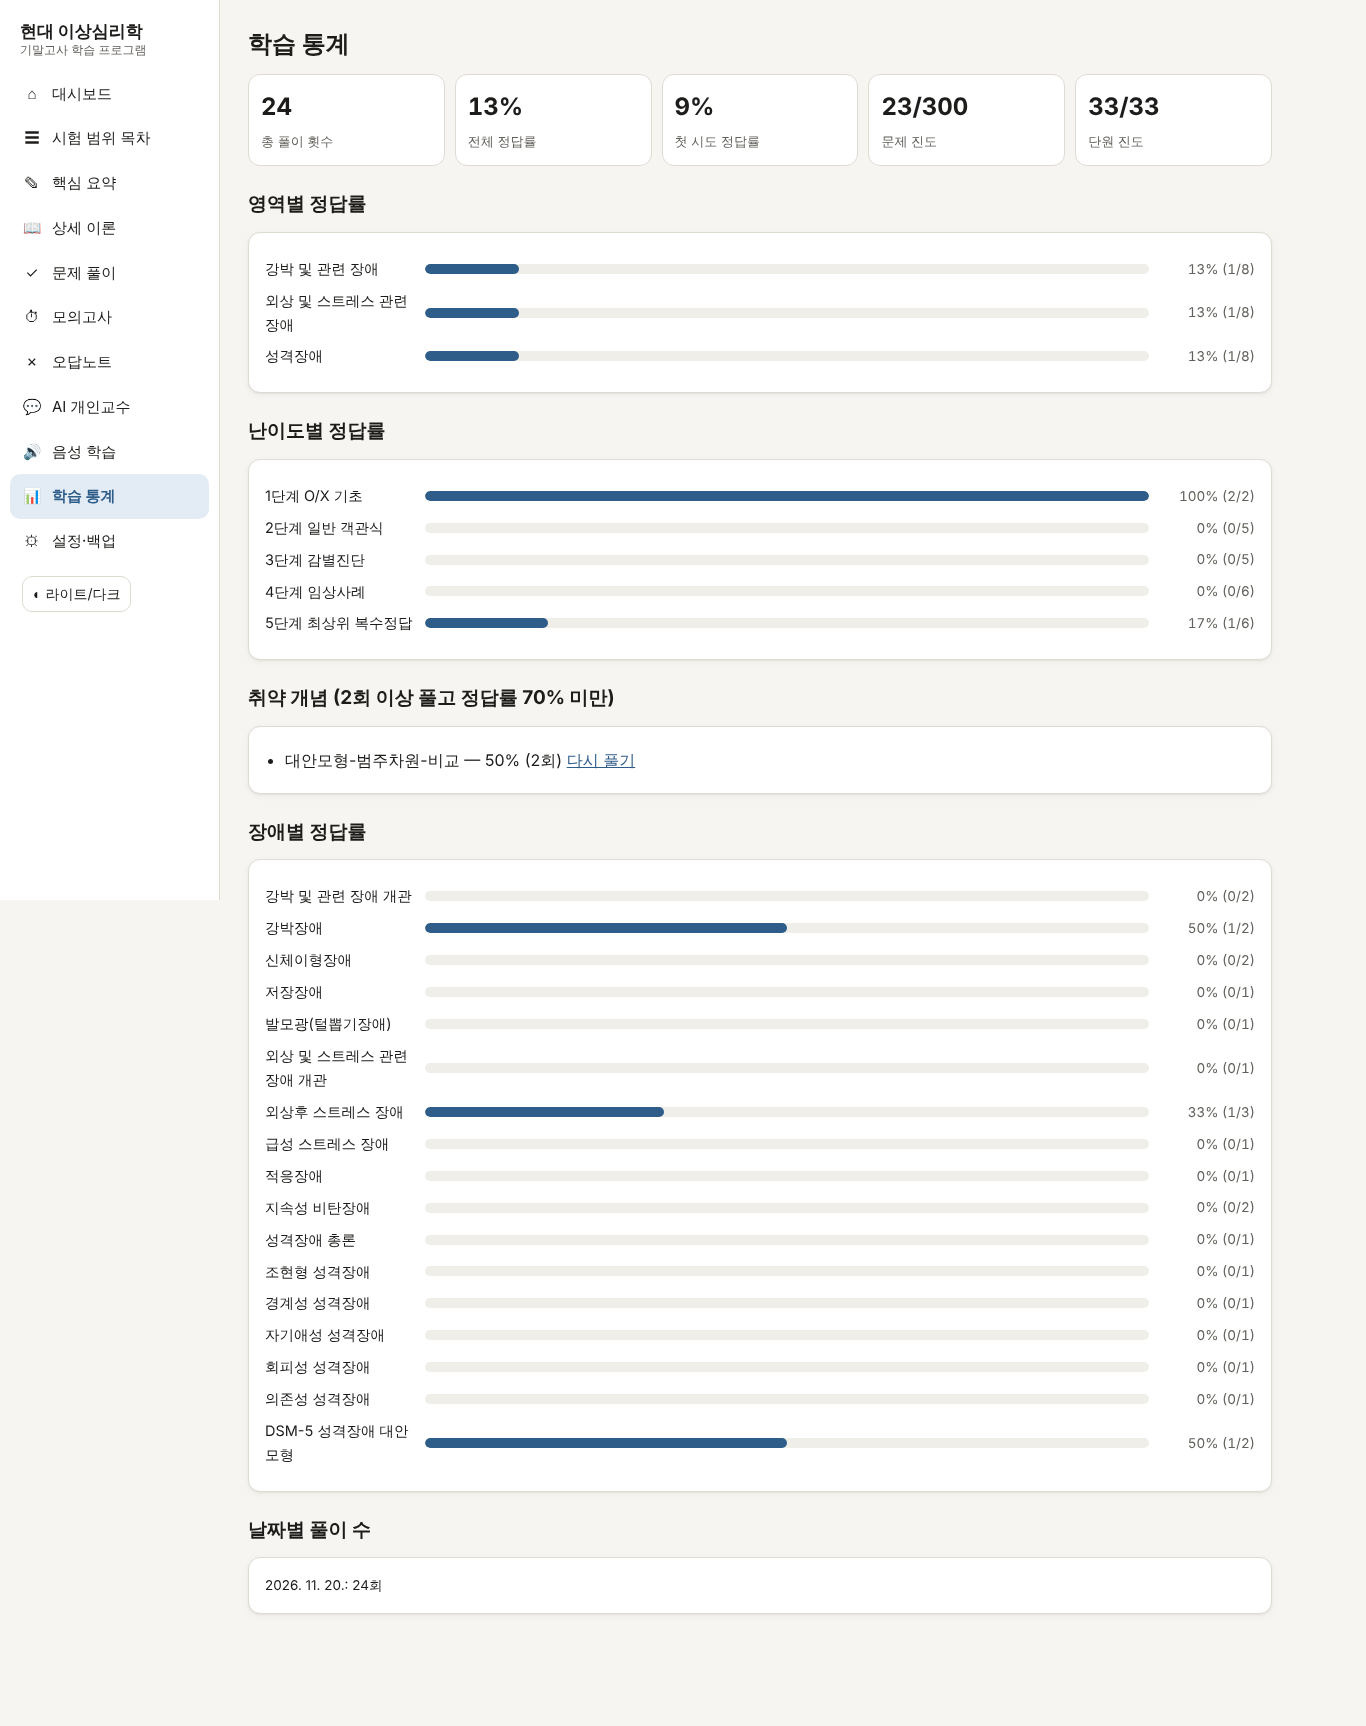 현대 이상심리학
기말고사 학습 프로그램
⌂ 대시보드
☰ 시험 범위 목차
✎ 핵심 요약
📖 상세 이론
✓ 문제 풀이
⏱ 모의고사
× 오답노트
💬 AI 개인교수
🔊 음성 학습
📊 학습 통계
⛭ 설정·백업
◐ 라이트/다크
학습 통계
24
총 풀이 횟수
13%
전체 정답률
9%
첫 시도 정답률
23/300
문제 진도
33/33
단원 진도
영역별 정답률
강박 및 관련 장애 13% (1/8)
외상 및 스트레스 관련
장애 13% (1/8)
성격장애 13% (1/8)
난이도별 정답률
1단계 O/X 기초 100% (2/2)
2단계 일반 객관식 0% (0/5)
3단계 감별진단 0% (0/5)
4단계 임상사례 0% (0/6)
5단계 최상위 복수정답 17% (1/6)
취약 개념 (2회 이상 풀고 정답률 70% 미만)
• 대안모형-범주차원-비교 — 50% (2회) 다시 풀기
장애별 정답률
강박 및 관련 장애 개관 0% (0/2)
강박장애 50% (1/2)
신체이형장애 0% (0/2)
저장장애 0% (0/1)
발모광(털뽑기장애) 0% (0/1)
외상 및 스트레스 관련
장애 개관 0% (0/1)
외상후 스트레스 장애 33% (1/3)
급성 스트레스 장애 0% (0/1)
적응장애 0% (0/1)
지속성 비탄장애 0% (0/2)
성격장애 총론 0% (0/1)
조현형 성격장애 0% (0/1)
경계성 성격장애 0% (0/1)
자기애성 성격장애 0% (0/1)
회피성 성격장애 0% (0/1)
의존성 성격장애 0% (0/1)
DSM-5 성격장애 대안
모형 50% (1/2)
날짜별 풀이 수
2026. 11. 20.: 24회